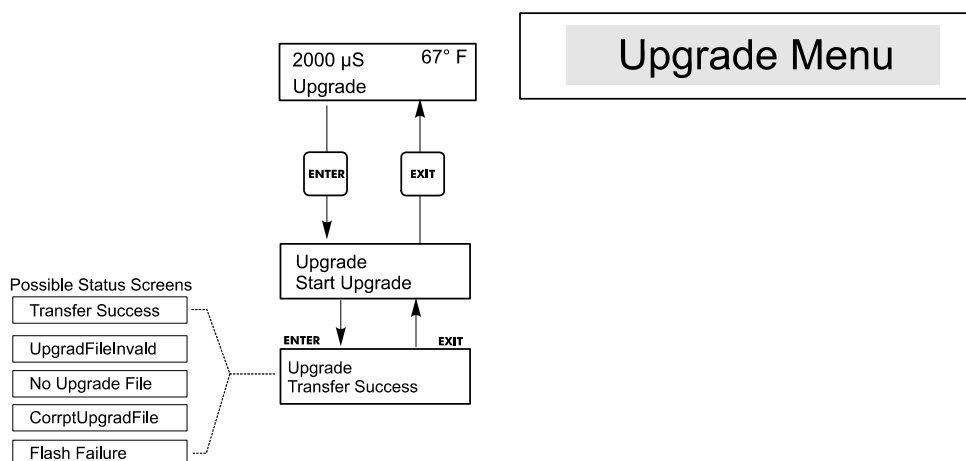 Upgrade Menu
2000 µS 67° F
Upgrade
ENTER EXIT
Upgrade
Start Upgrade
ENTER EXIT
Upgrade
Transfer Success
Possible Status Screens
Transfer Success
UpgradFileInvald
No Upgrade File
CorrptUpgradFile
Flash Failure